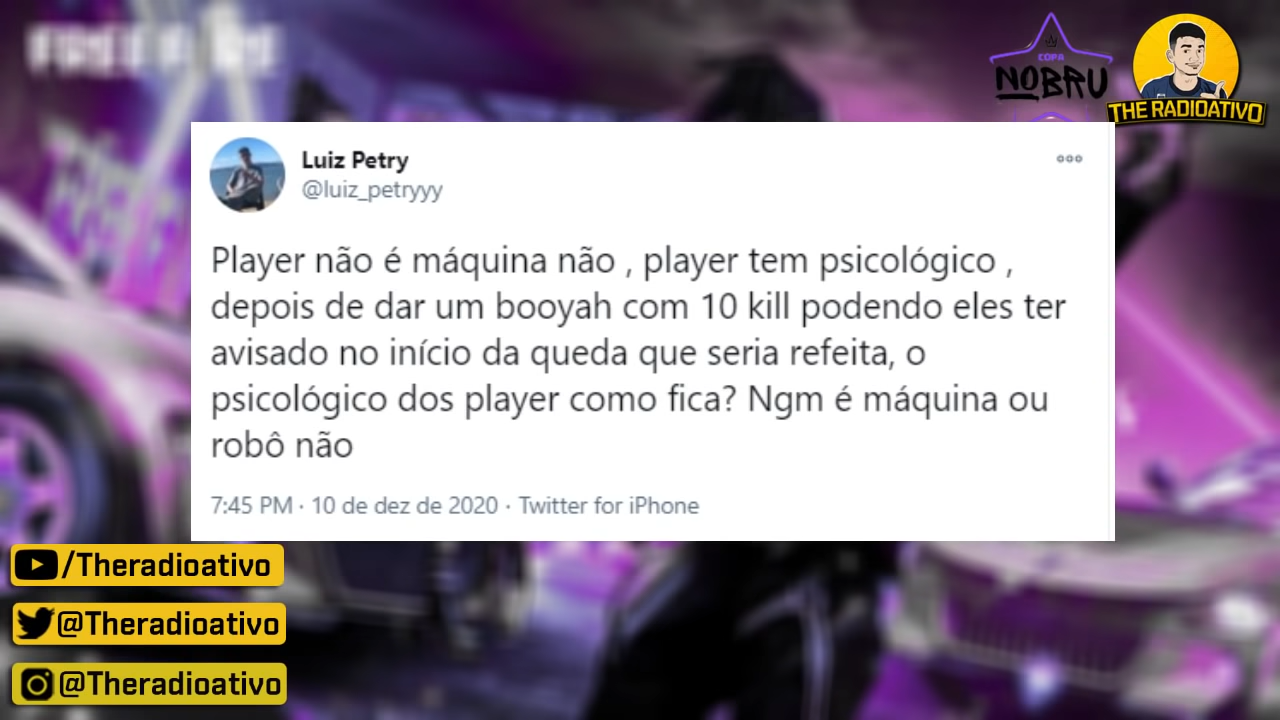 FREE FIRE
COPA
NOBRU
THE RADIOATIVO
Luiz Petry
@luiz_petryyy
Player não é máquina não , player tem psicológico ,
depois de dar um booyah com 10 kill podendo eles ter
avisado no início da queda que seria refeita, o
psicológico dos player como fica? Ngm é máquina ou
robô não
7:45 PM · 10 de dez de 2020 · Twitter for iPhone
/Theradioativo
@Theradioativo
@Theradioativo